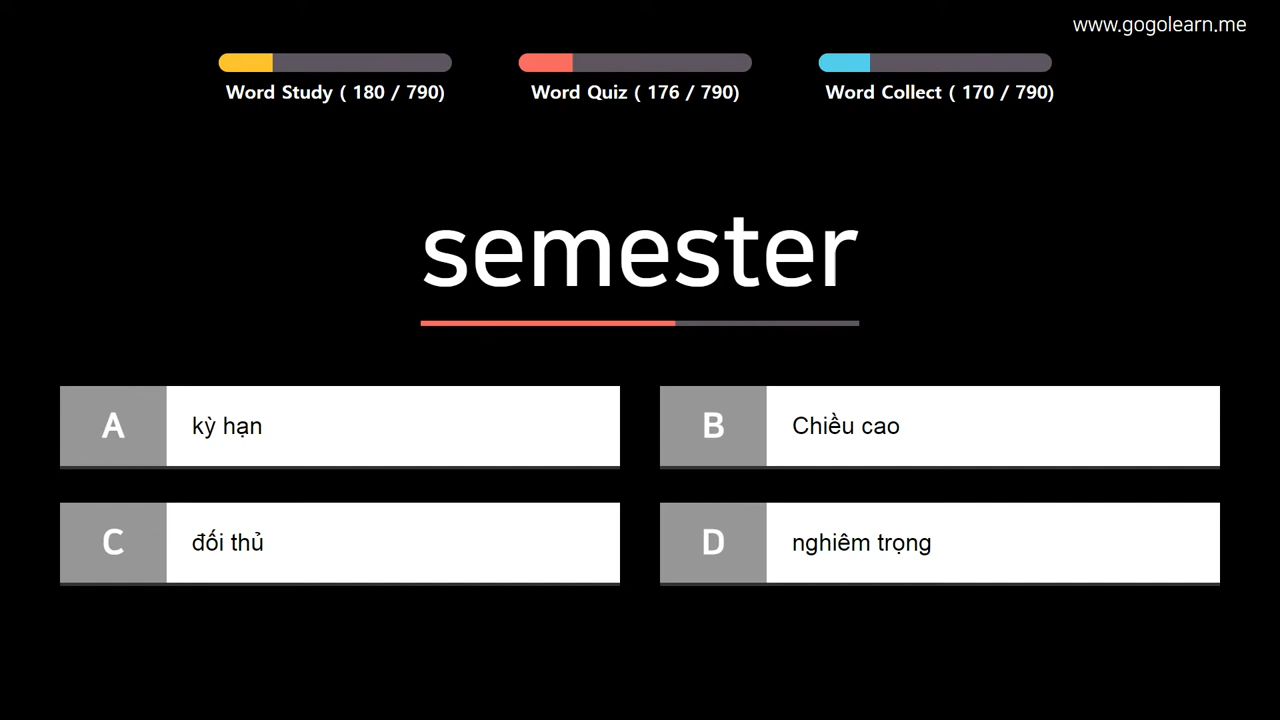 www.gogolearn.me
Word Study ( 180 / 790)
Word Quiz ( 176 / 790)
Word Collect ( 170 / 790)
semester
A kỳ hạn
B Chiều cao
C đối thủ
D nghiêm trọng